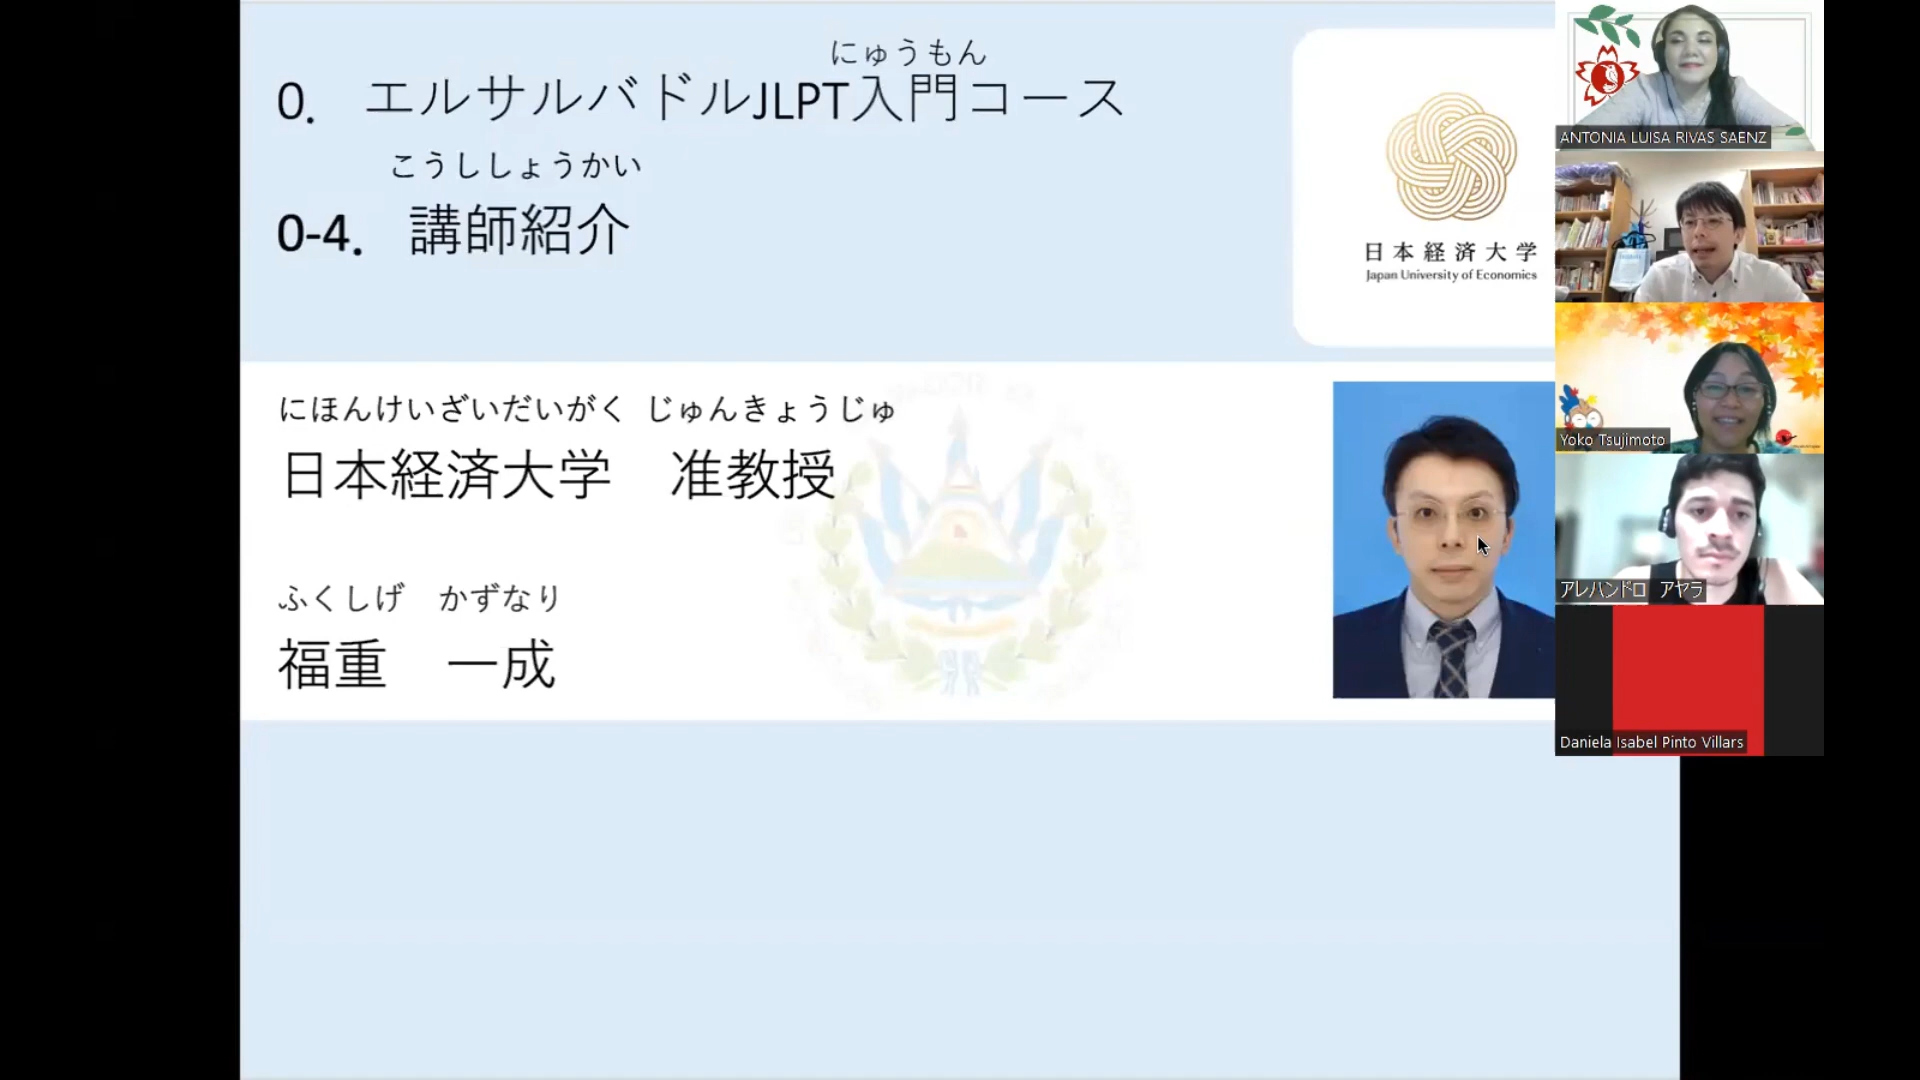 にゅうもん
0. エルサルバドルJLPT入門コース
こうししょうかい
0-4. 講師紹介
日本経済大学
Japan University of Economics
にほんけいざいだいがく じゅんきょうじゅ
日本経済大学 准教授
ふくしげ かずなり
福重 一成
ANTONIA LUISA RIVAS SAENZ
Yoko Tsujimoto
アレハンドロ アヤラ
Daniela Isabel Pinto Villars